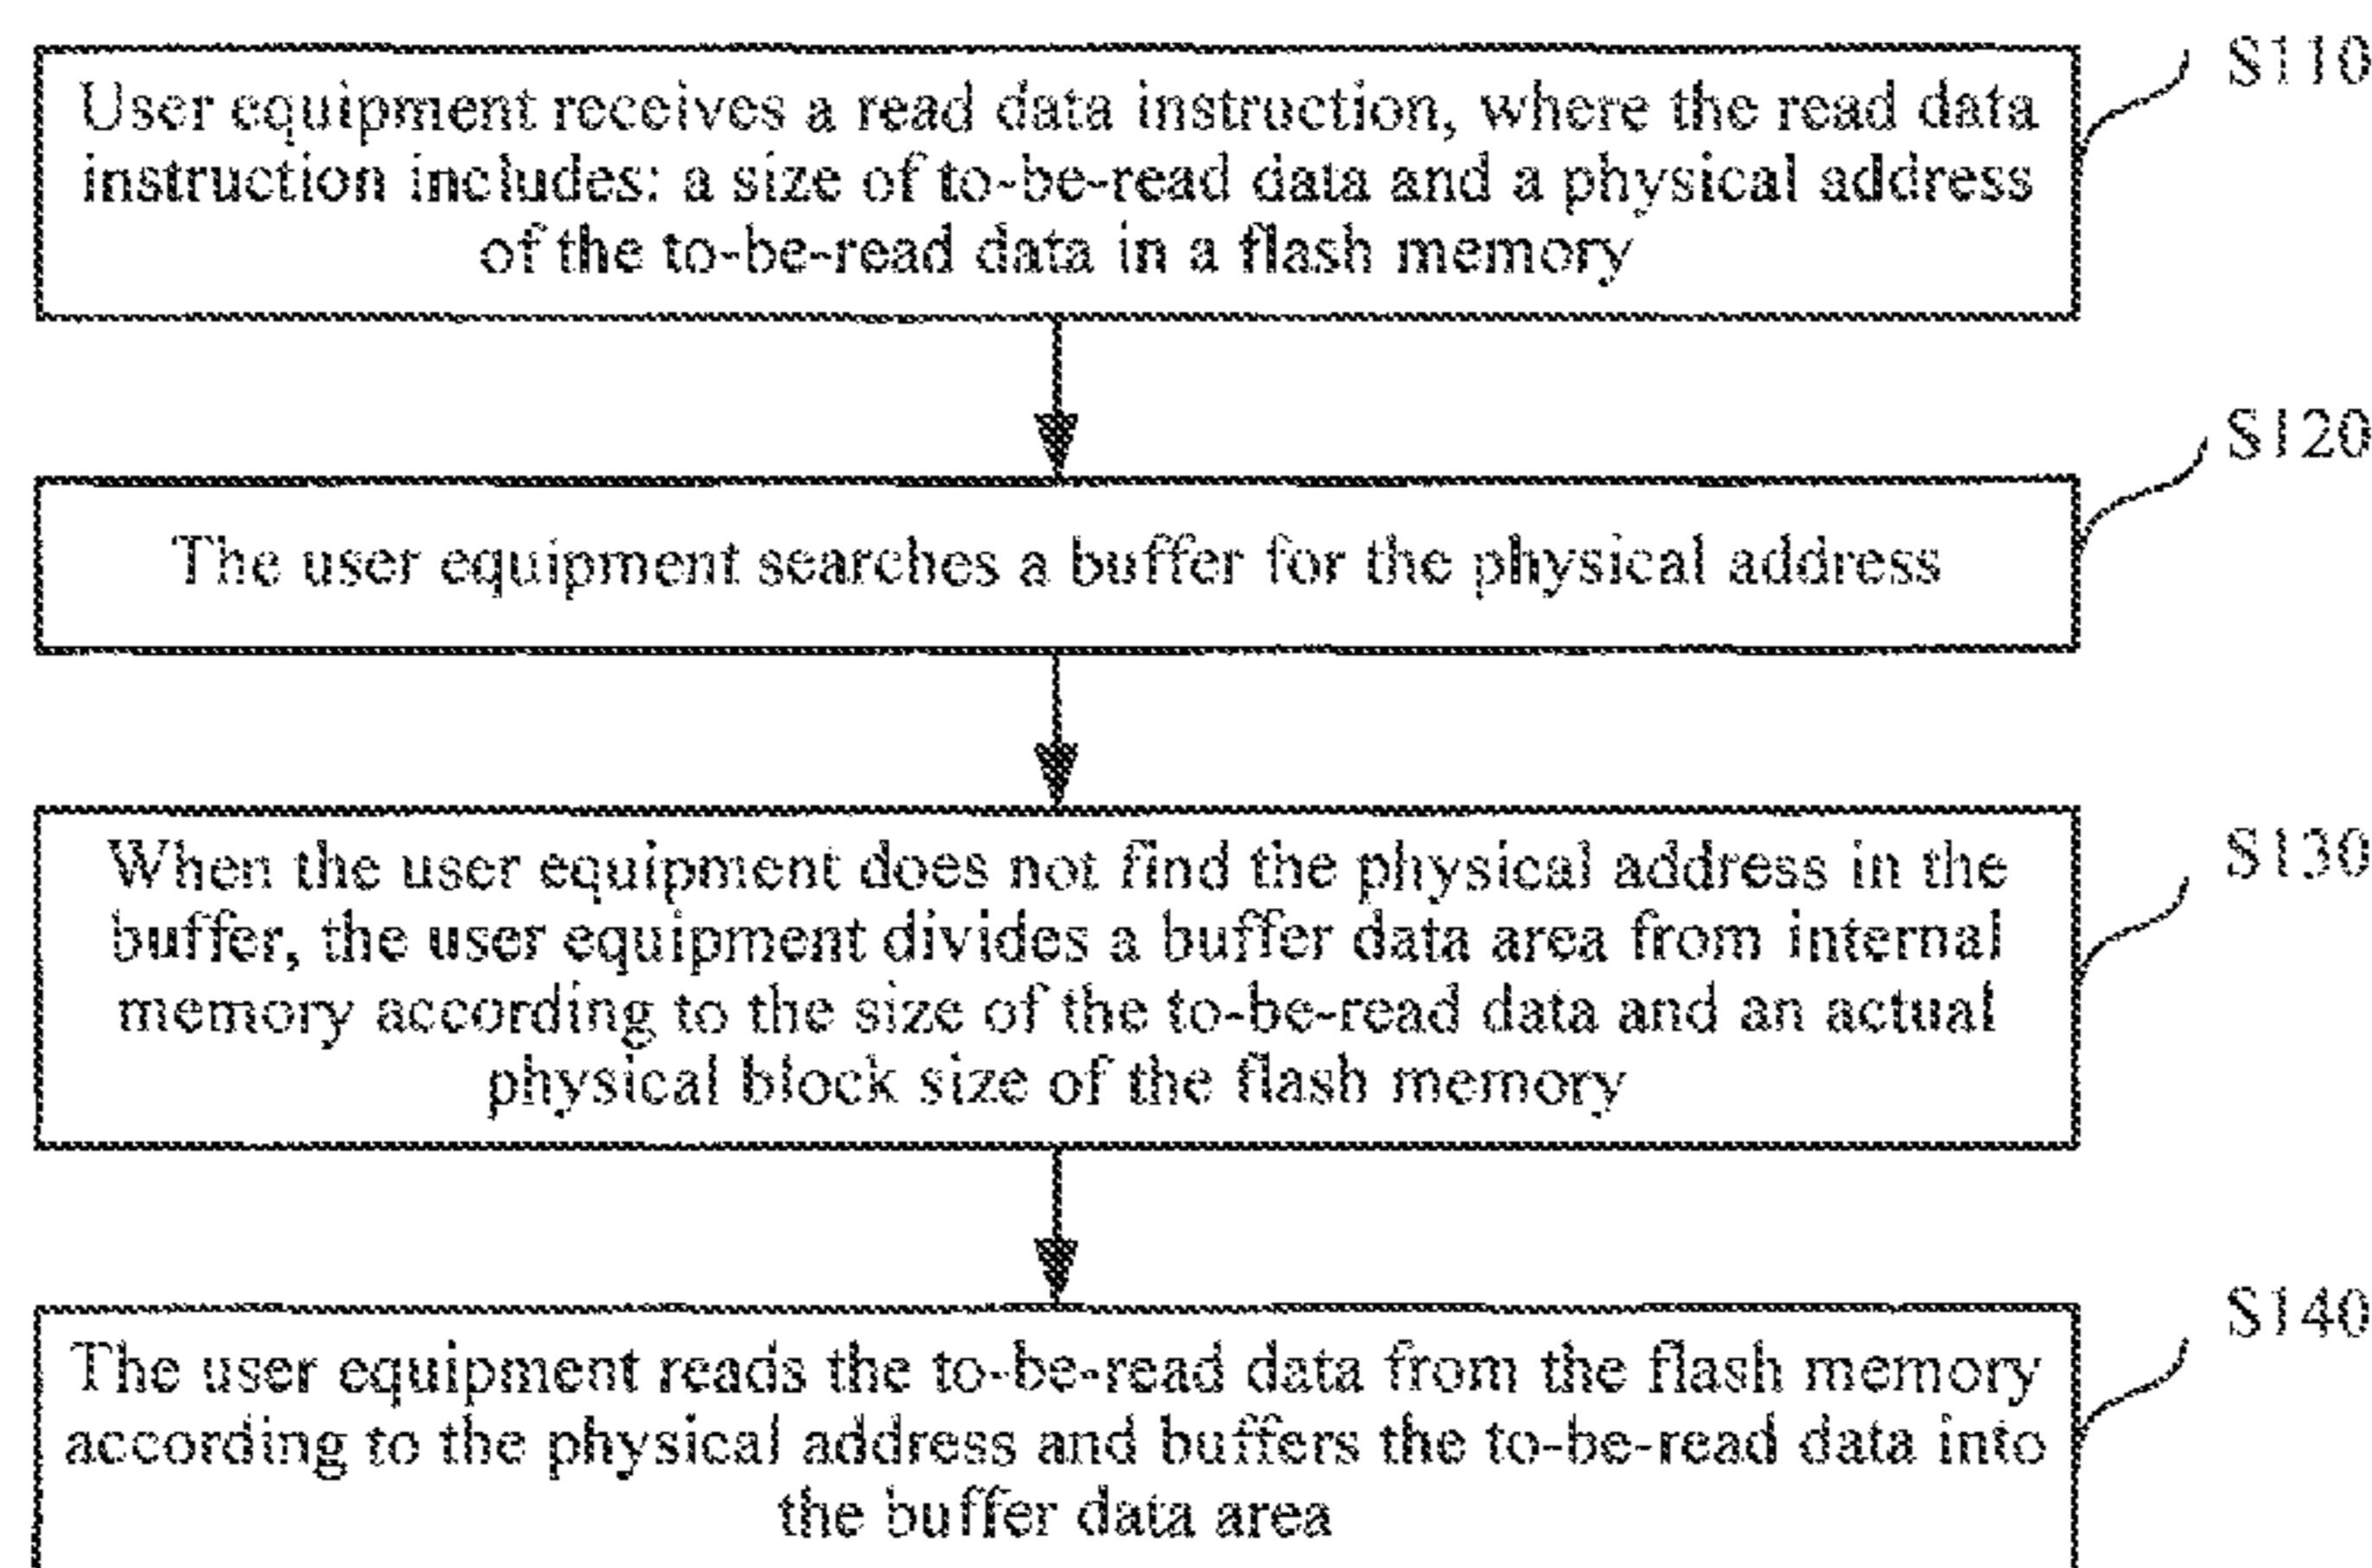 S110
User equipment receives a read data instruction, where the read data
instruction includes: a size of to-be-read data and a physical address
of the to-be-read data in a flash memory
S120
The user equipment searches a buffer for the physical address
S130
When the user equipment does not find the physical address in the
buffer, the user equipment divides a buffer data area from internal
memory according to the size of the to-be-read data and an actual
physical block size of the flash memory
S140
The user equipment reads the to-be-read data from the flash memory
according to the physical address and buffers the to-be-read data into
the buffer data area